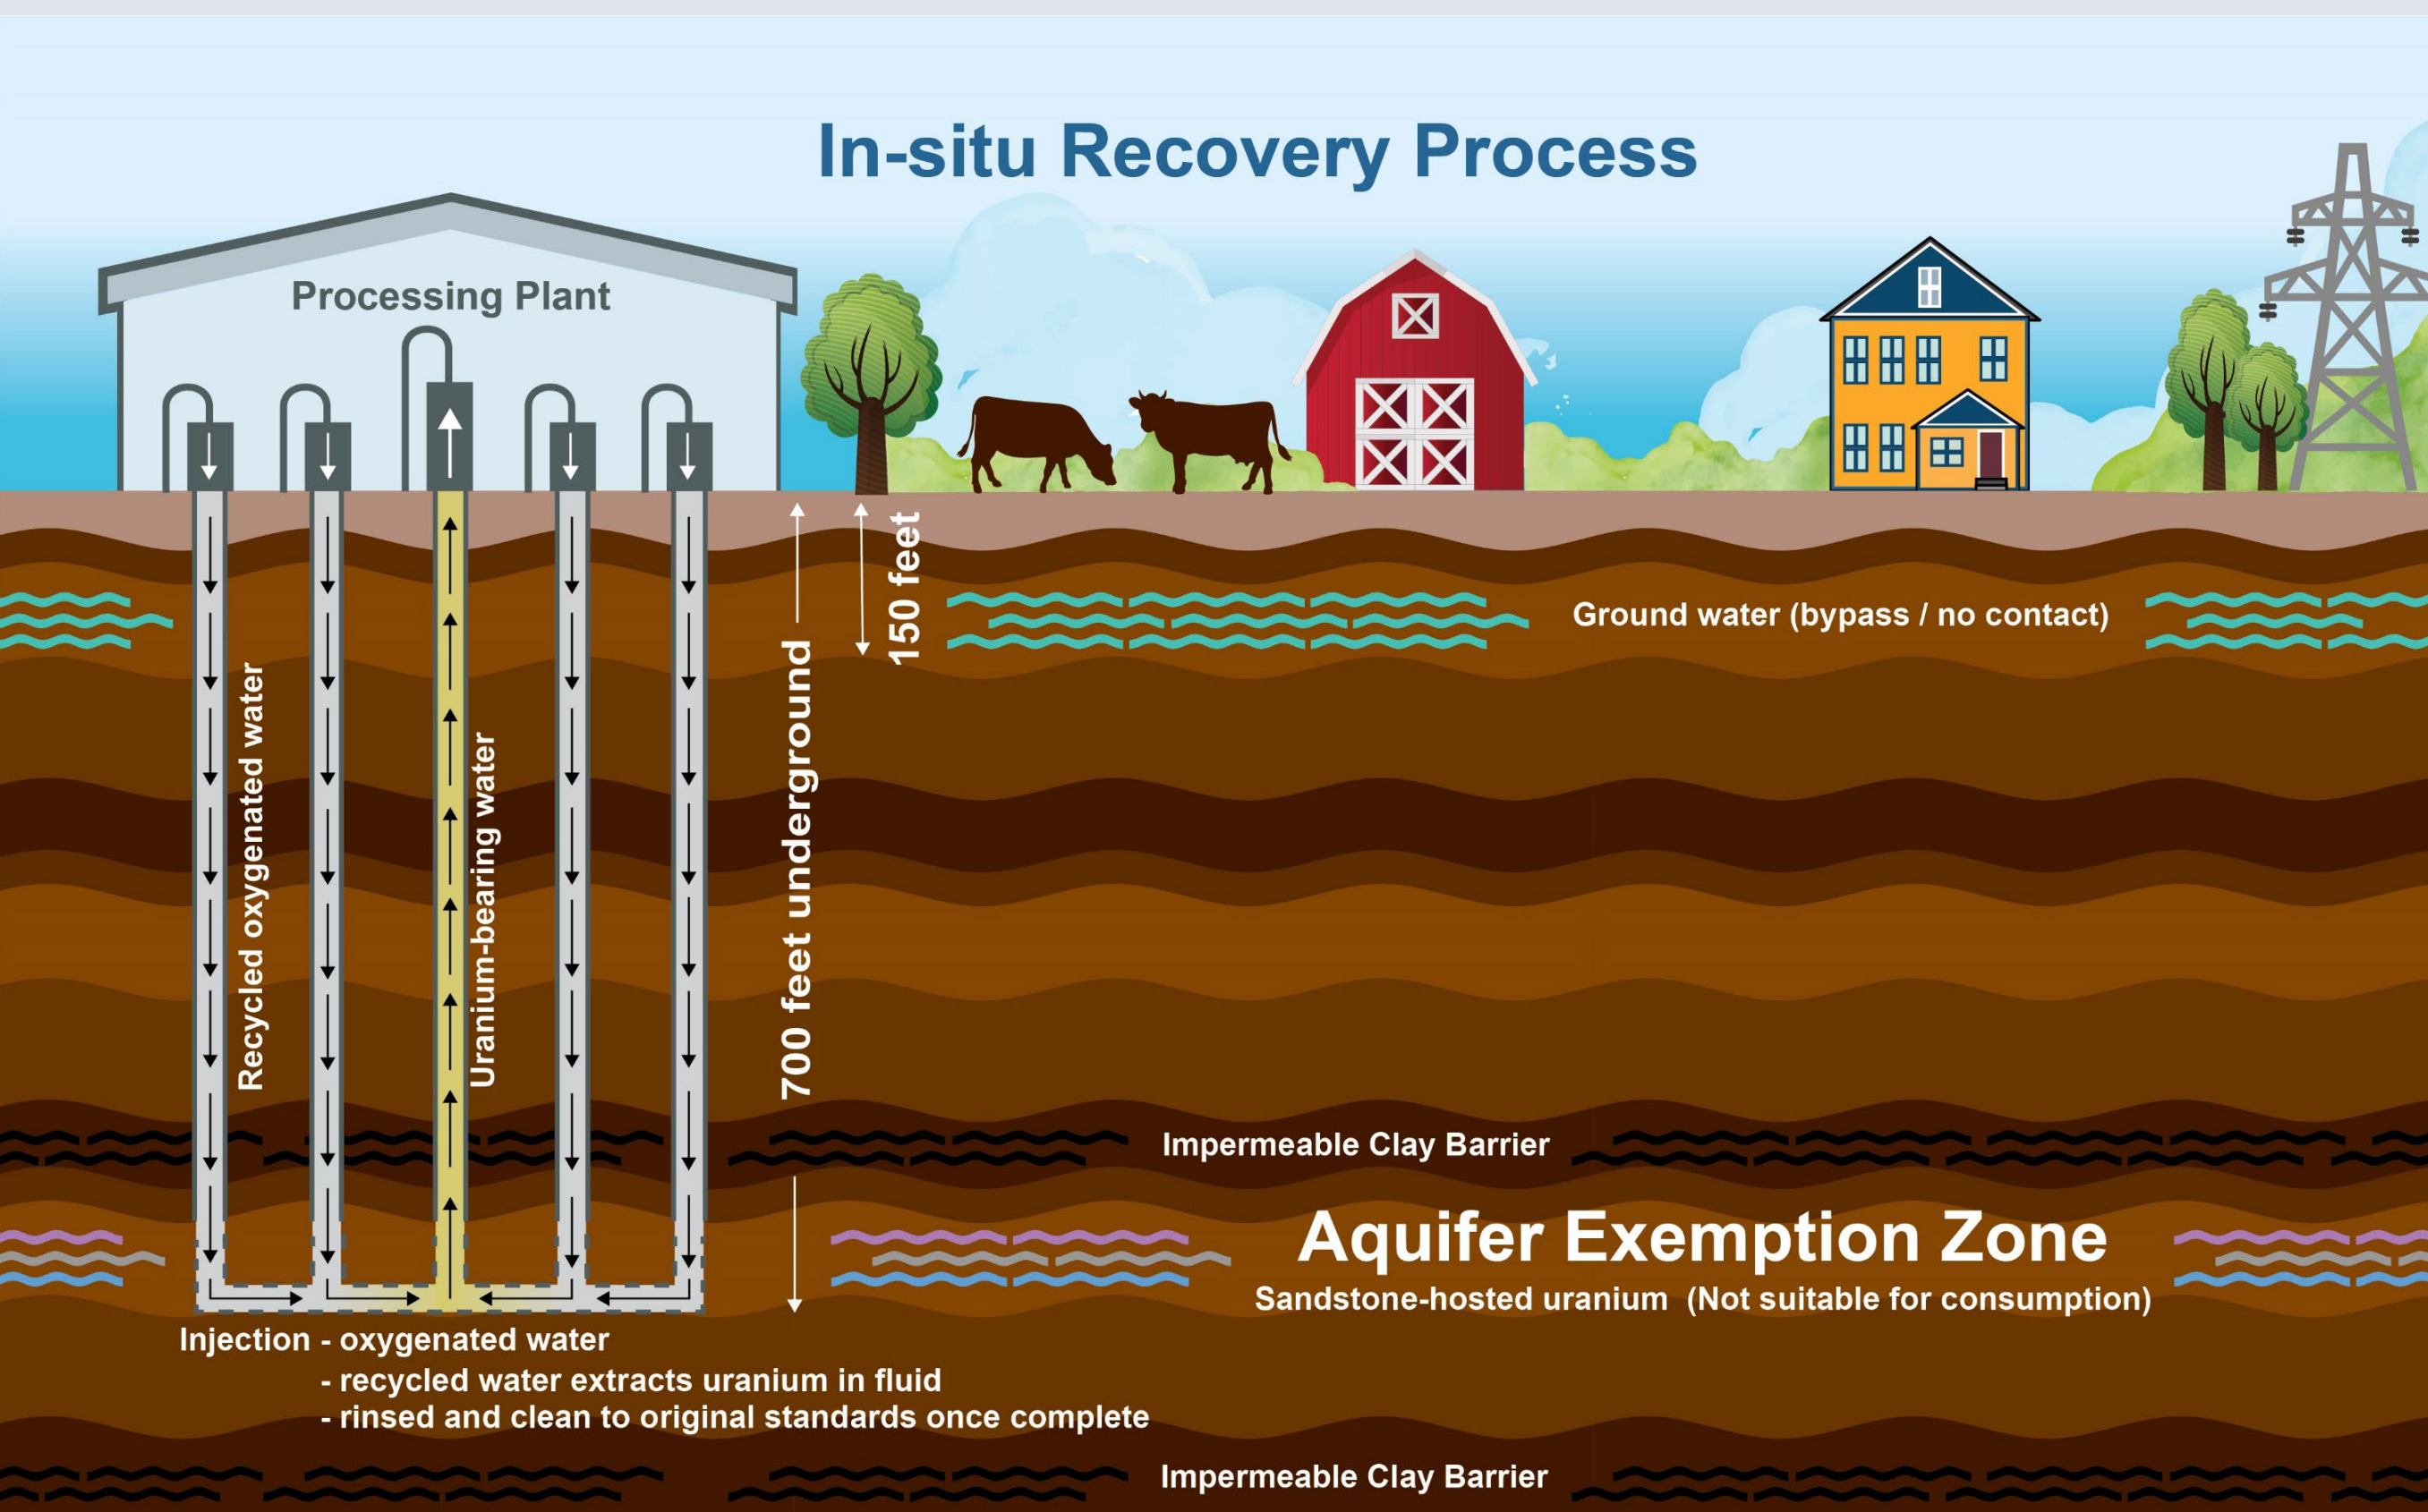 In-situ Recovery Process
Processing Plant
150 feet
Ground water (bypass / no contact)
Recycled oxygenated water
Uranium-bearing water
700 feet underground
Impermeable Clay Barrier
Aquifer Exemption Zone
Sandstone-hosted uranium (Not suitable for consumption)
Injection - oxygenated water
- recycled water extracts uranium in fluid
- rinsed and clean to original standards once complete
Impermeable Clay Barrier